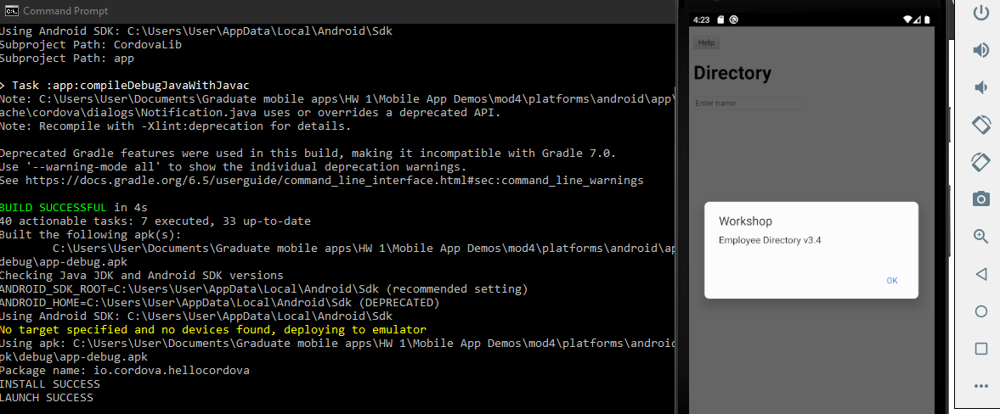 Command Prompt
Using Android SDK: C:\Users\User\AppData\Local\Android\Sdk
Subproject Path: CordovaLib
Subproject Path: app
> Task :app:compileDebugJavaWithJavac
Note: C:\Users\User\Documents\Graduate mobile apps\HW 1\Mobile App Demos\mod4\platforms\android\app\
ache\cordova\dialogs\Notification.java uses or overrides a deprecated API.
Note: Recompile with -Xlint:deprecation for details.
Deprecated Gradle features were used in this build, making it incompatible with Gradle 7.0.
Use '--warning-mode all' to show the individual deprecation warnings.
See https://docs.gradle.org/6.5/userguide/command_line_interface.html#sec:command_line_warnings
BUILD SUCCESSFUL in 4s
40 actionable tasks: 7 executed, 33 up-to-date
Built the following apk(s):
C:\Users\User\Documents\Graduate mobile apps\HW 1\Mobile App Demos\mod4\platforms\android\ap
debug\app-debug.apk
Checking Java JDK and Android SDK versions
ANDROID_SDK_ROOT=C:\Users\User\AppData\Local\Android\Sdk (recommended setting)
ANDROID_HOME=C:\Users\User\AppData\Local\Android\Sdk (DEPRECATED)
Using Android SDK: C:\Users\User\AppData\Local\Android\Sdk
No target specified and no devices found, deploying to emulator
Using apk: C:\Users\User\Documents\Graduate mobile apps\HW 1\Mobile App Demos\mod4\platforms\android
pk\debug\app-debug.apk
Package name: io.cordova.hellocordova
INSTALL SUCCESS
LAUNCH SUCCESS
4:23
Help
Directory
Enter name
Workshop
Employee Directory v3.4
OK